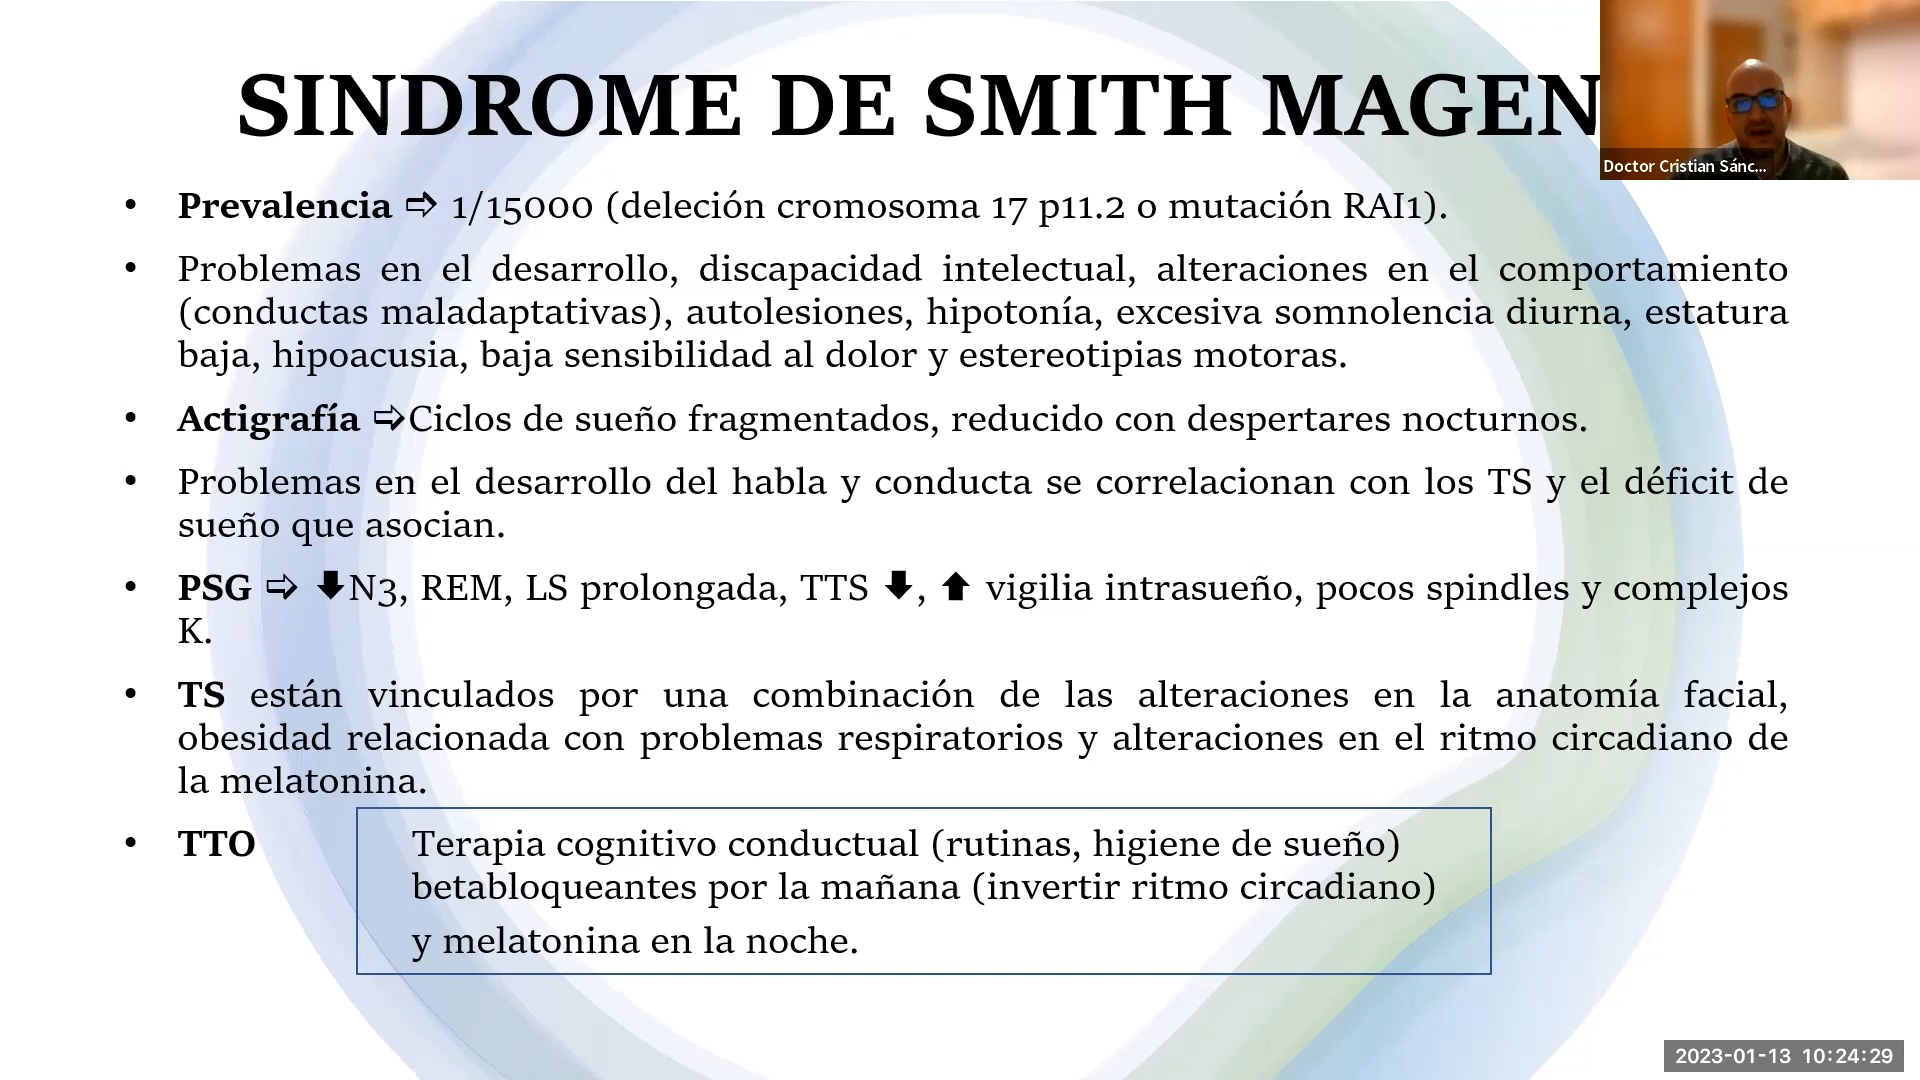 SINDROME DE SMITH MAGEN
Doctor Cristian Sánc...
• Prevalencia ⇨ 1/15000 (deleción cromosoma 17 p11.2 o mutación RAI1).
• Problemas en el desarrollo, discapacidad intelectual, alteraciones en el comportamiento
(conductas maladaptativas), autolesiones, hipotonía, excesiva somnolencia diurna, estatura
baja, hipoacusia, baja sensibilidad al dolor y estereotipias motoras.
• Actigrafía ⇨Ciclos de sueño fragmentados, reducido con despertares nocturnos.
• Problemas en el desarrollo del habla y conducta se correlacionan con los TS y el déficit de
sueño que asocian.
• PSG ⇨ 🡇N3, REM, LS prolongada, TTS 🡇, 🡅 vigilia intrasueño, pocos spindles y complejos
K.
• TS están vinculados por una combinación de las alteraciones en la anatomía facial,
obesidad relacionada con problemas respiratorios y alteraciones en el ritmo circadiano de
la melatonina.
• TTO
Terapia cognitivo conductual (rutinas, higiene de sueño)
betabloqueantes por la mañana (invertir ritmo circadiano)
y melatonina en la noche.
2023-01-13 10:24:29